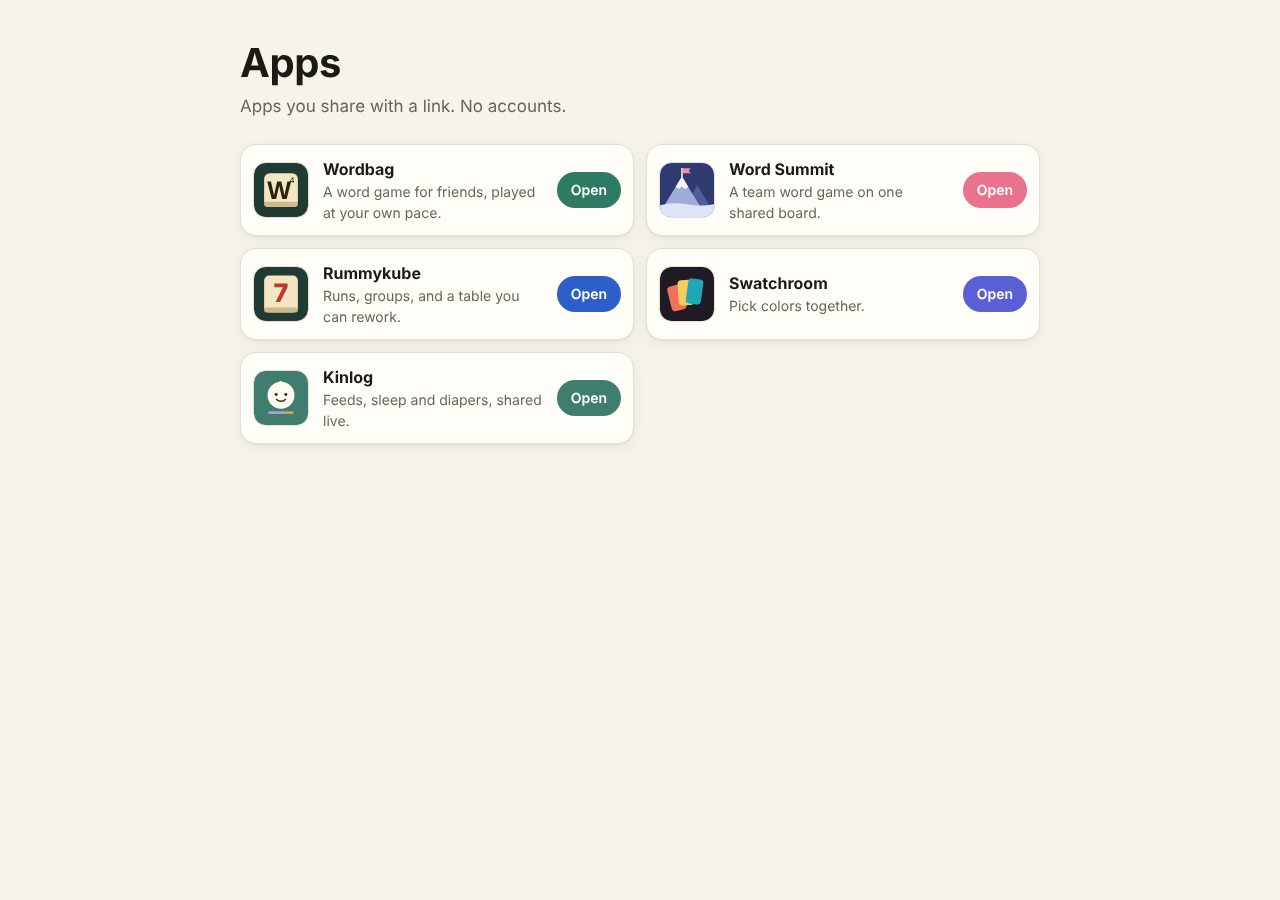 Apps
Apps you share with a link. No accounts.
W4
Wordbag
A word game for friends, played
at your own pace.
Open
Word Summit
A team word game on one
shared board.
Open
7
Rummykube
Runs, groups, and a table you
can rework.
Open
Swatchroom
Pick colors together.
Open
Kinlog
Feeds, sleep and diapers, shared
live.
Open